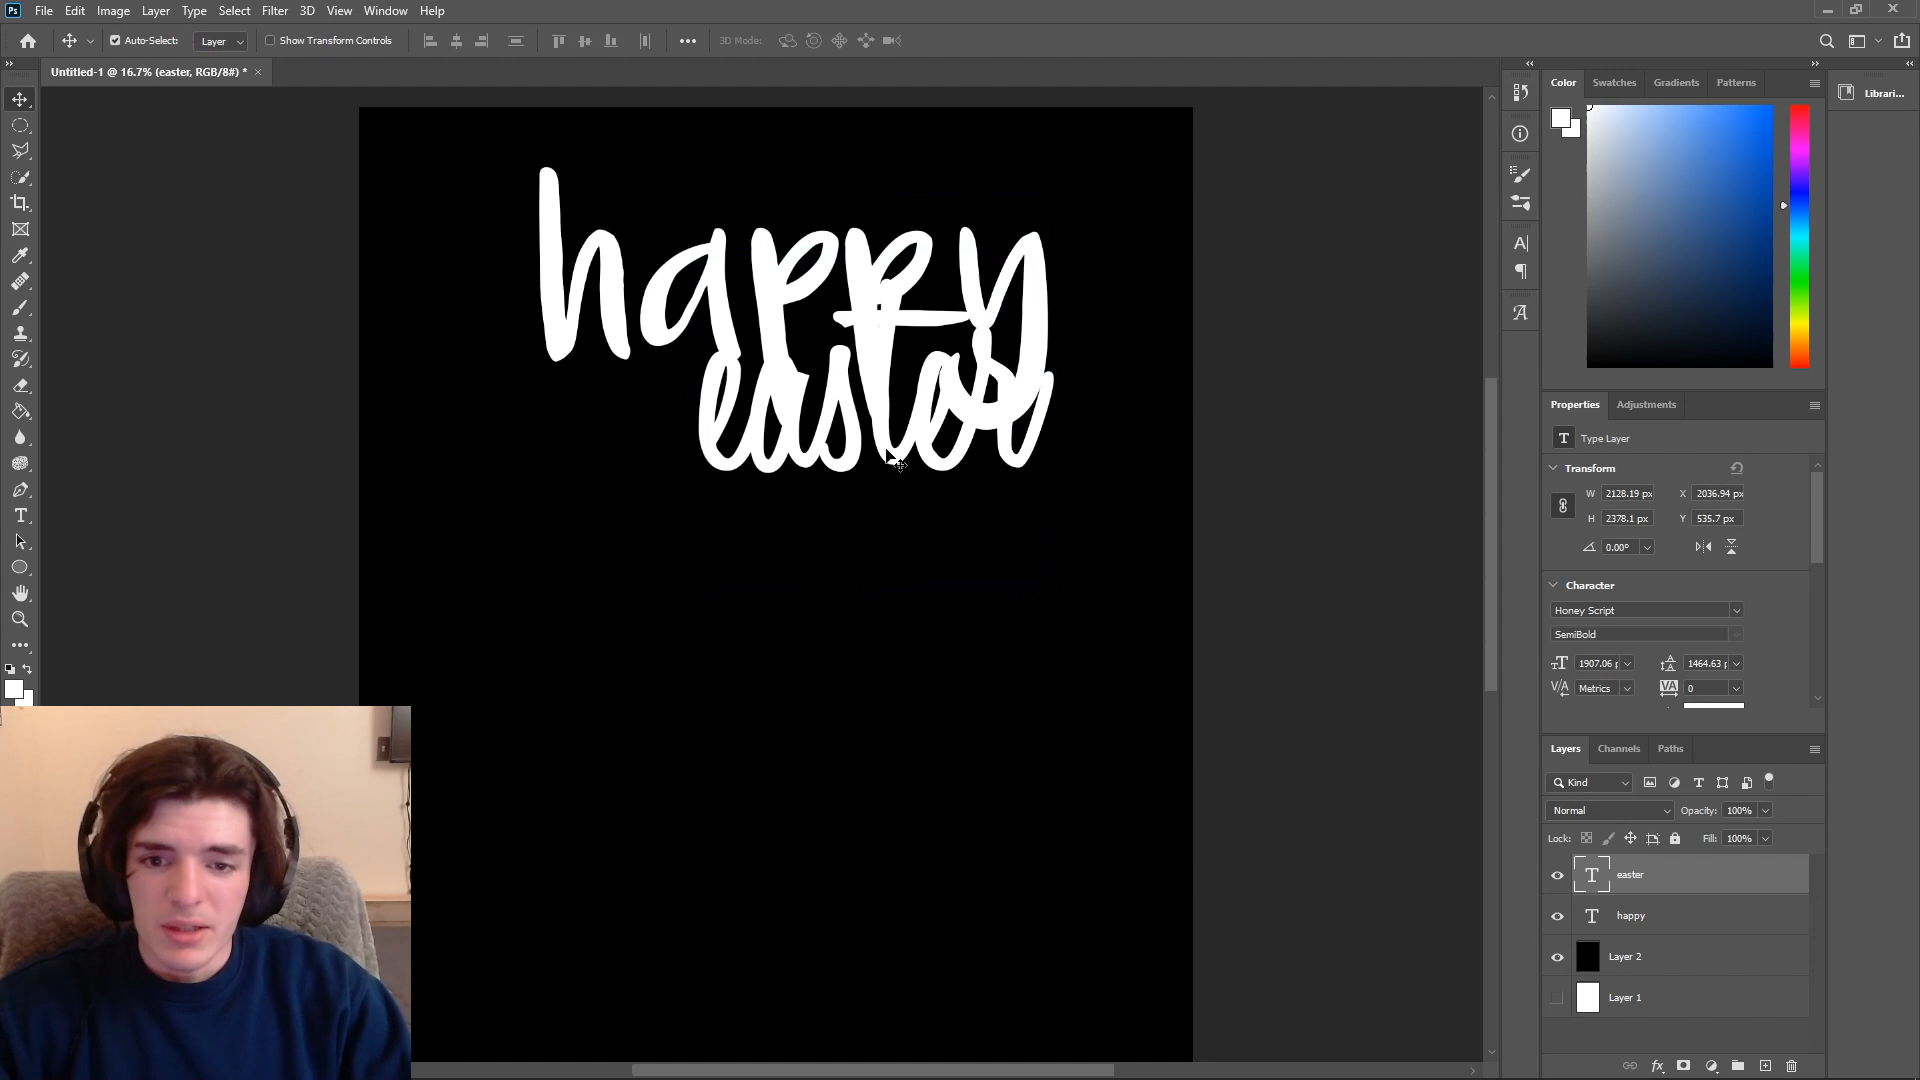 Ps File Edit Image Layer Type Select Filter 3D View Window Help
Auto-Select: Layer Show Transform Controls 3D Mode:
Untitled-1 @ 16.7% (easter, RGB/8#) * ×
happy
easter
Color Swatches Gradients Patterns
Librari...
Properties Adjustments
Type Layer
Transform
W 2128.19 px X 2036.94 px
H 2378.1 px Y 535.7 px
0.00°
Character
Honey Script
SemiBold
1907.06 p 1464.63 p
Metrics 0
Layers Channels Paths
Kind
Normal Opacity: 100%
Lock: Fill: 100%
easter
happy
Layer 2
Layer 1
fx